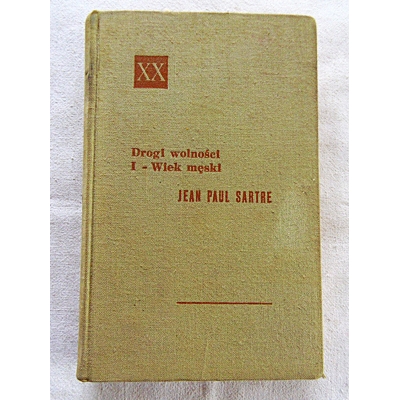 XX
Drogi wolności
I - Wiek męski
JEAN PAUL SARTRE